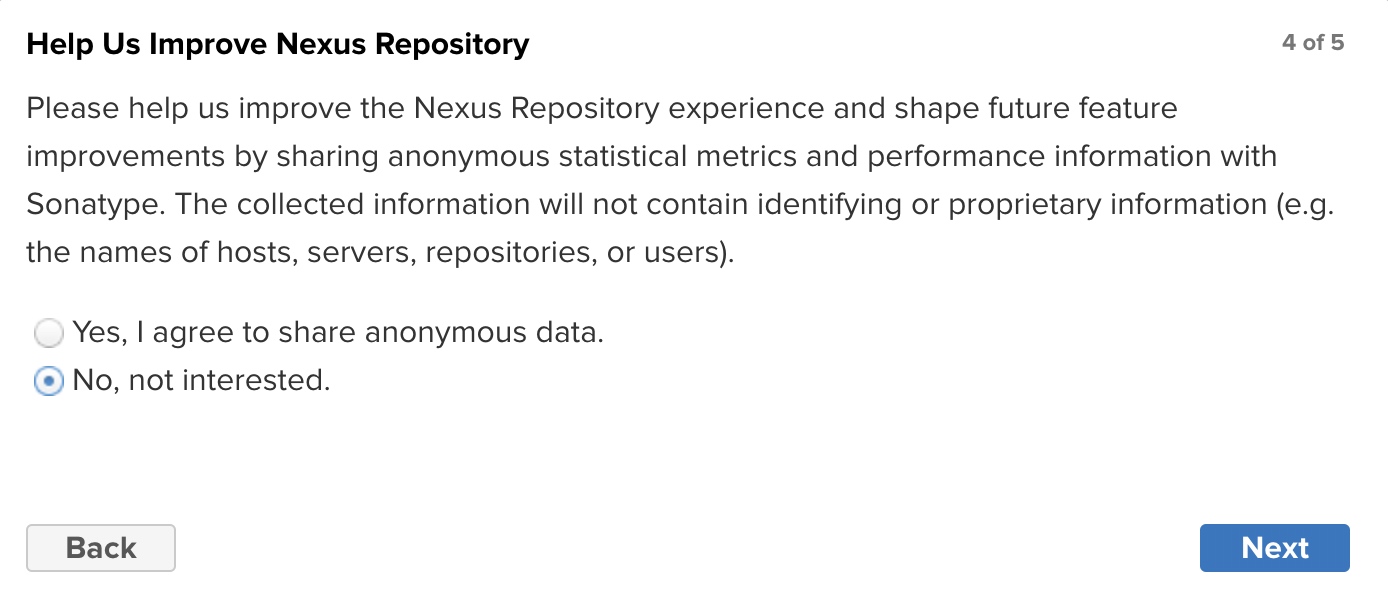 Help Us Improve Nexus Repository
4 of 5
Please help us improve the Nexus Repository experience and shape future feature
improvements by sharing anonymous statistical metrics and performance information with
Sonatype. The collected information will not contain identifying or proprietary information (e.g.
the names of hosts, servers, repositories, or users).
Yes, I agree to share anonymous data.
No, not interested.
Back
Next